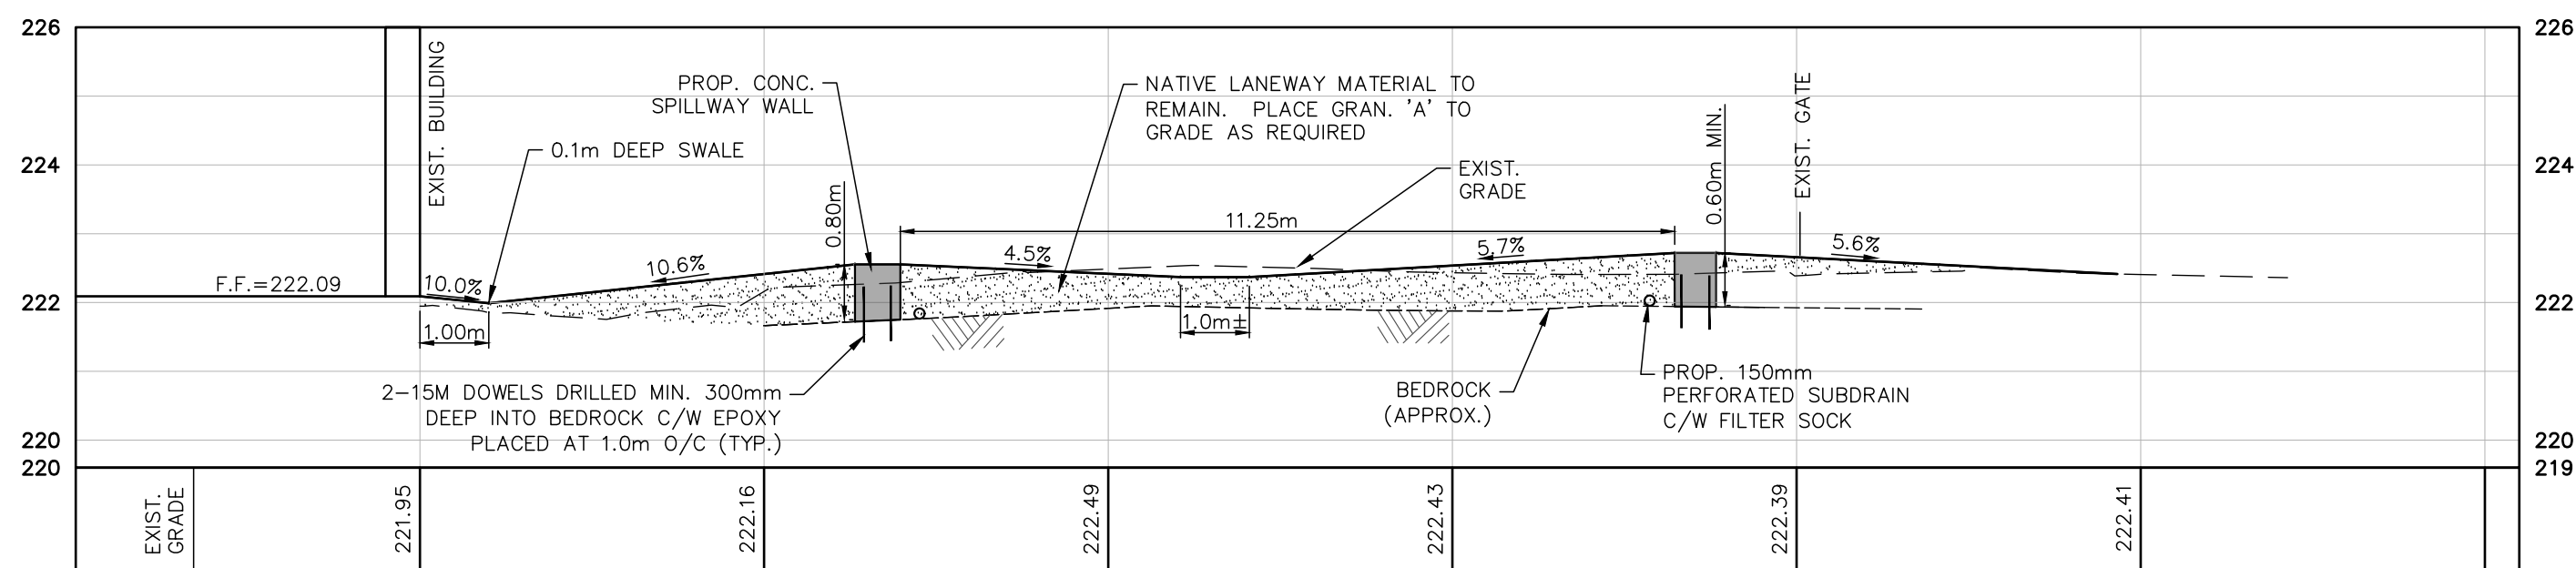 226
226
EXIST. BUILDING
PROP. CONC.
SPILLWAY WALL
NATIVE LANEWAY MATERIAL TO
REMAIN. PLACE GRAN. 'A' TO
GRADE AS REQUIRED
EXIST. GATE
0.60m MIN.
0.1m DEEP SWALE
224
224
EXIST.
GRADE
0.80m
11.25m
10.6%
4.5%
5.7%
5.6%
F.F.=222.09
10.0%
222
222
1.00m
1.0m±
2-15M DOWELS DRILLED MIN. 300mm
DEEP INTO BEDROCK C/W EPOXY
PLACED AT 1.0m O/C (TYP.)
BEDROCK
(APPROX.)
PROP. 150mm
PERFORATED SUBDRAIN
C/W FILTER SOCK
220
220
220
219
EXIST.
GRADE
221.95
222.16
222.49
222.43
222.39
222.41